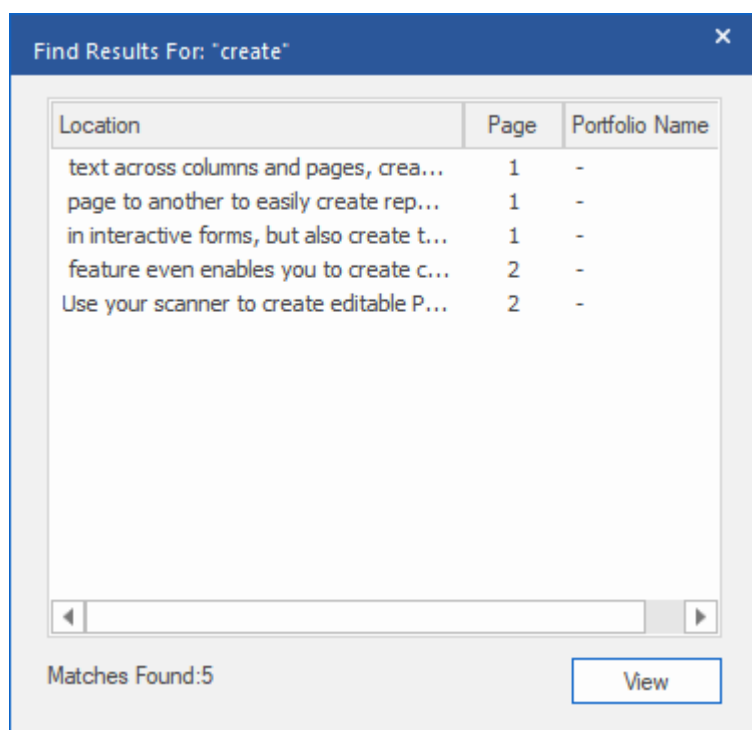 Find Results For: "create"
Location Page Portfolio Name
text across columns and pages, crea... 1 -
page to another to easily create rep... 1 -
in interactive forms, but also create t... 1 -
feature even enables you to create c... 2 -
Use your scanner to create editable P... 2 -
Matches Found:5
View